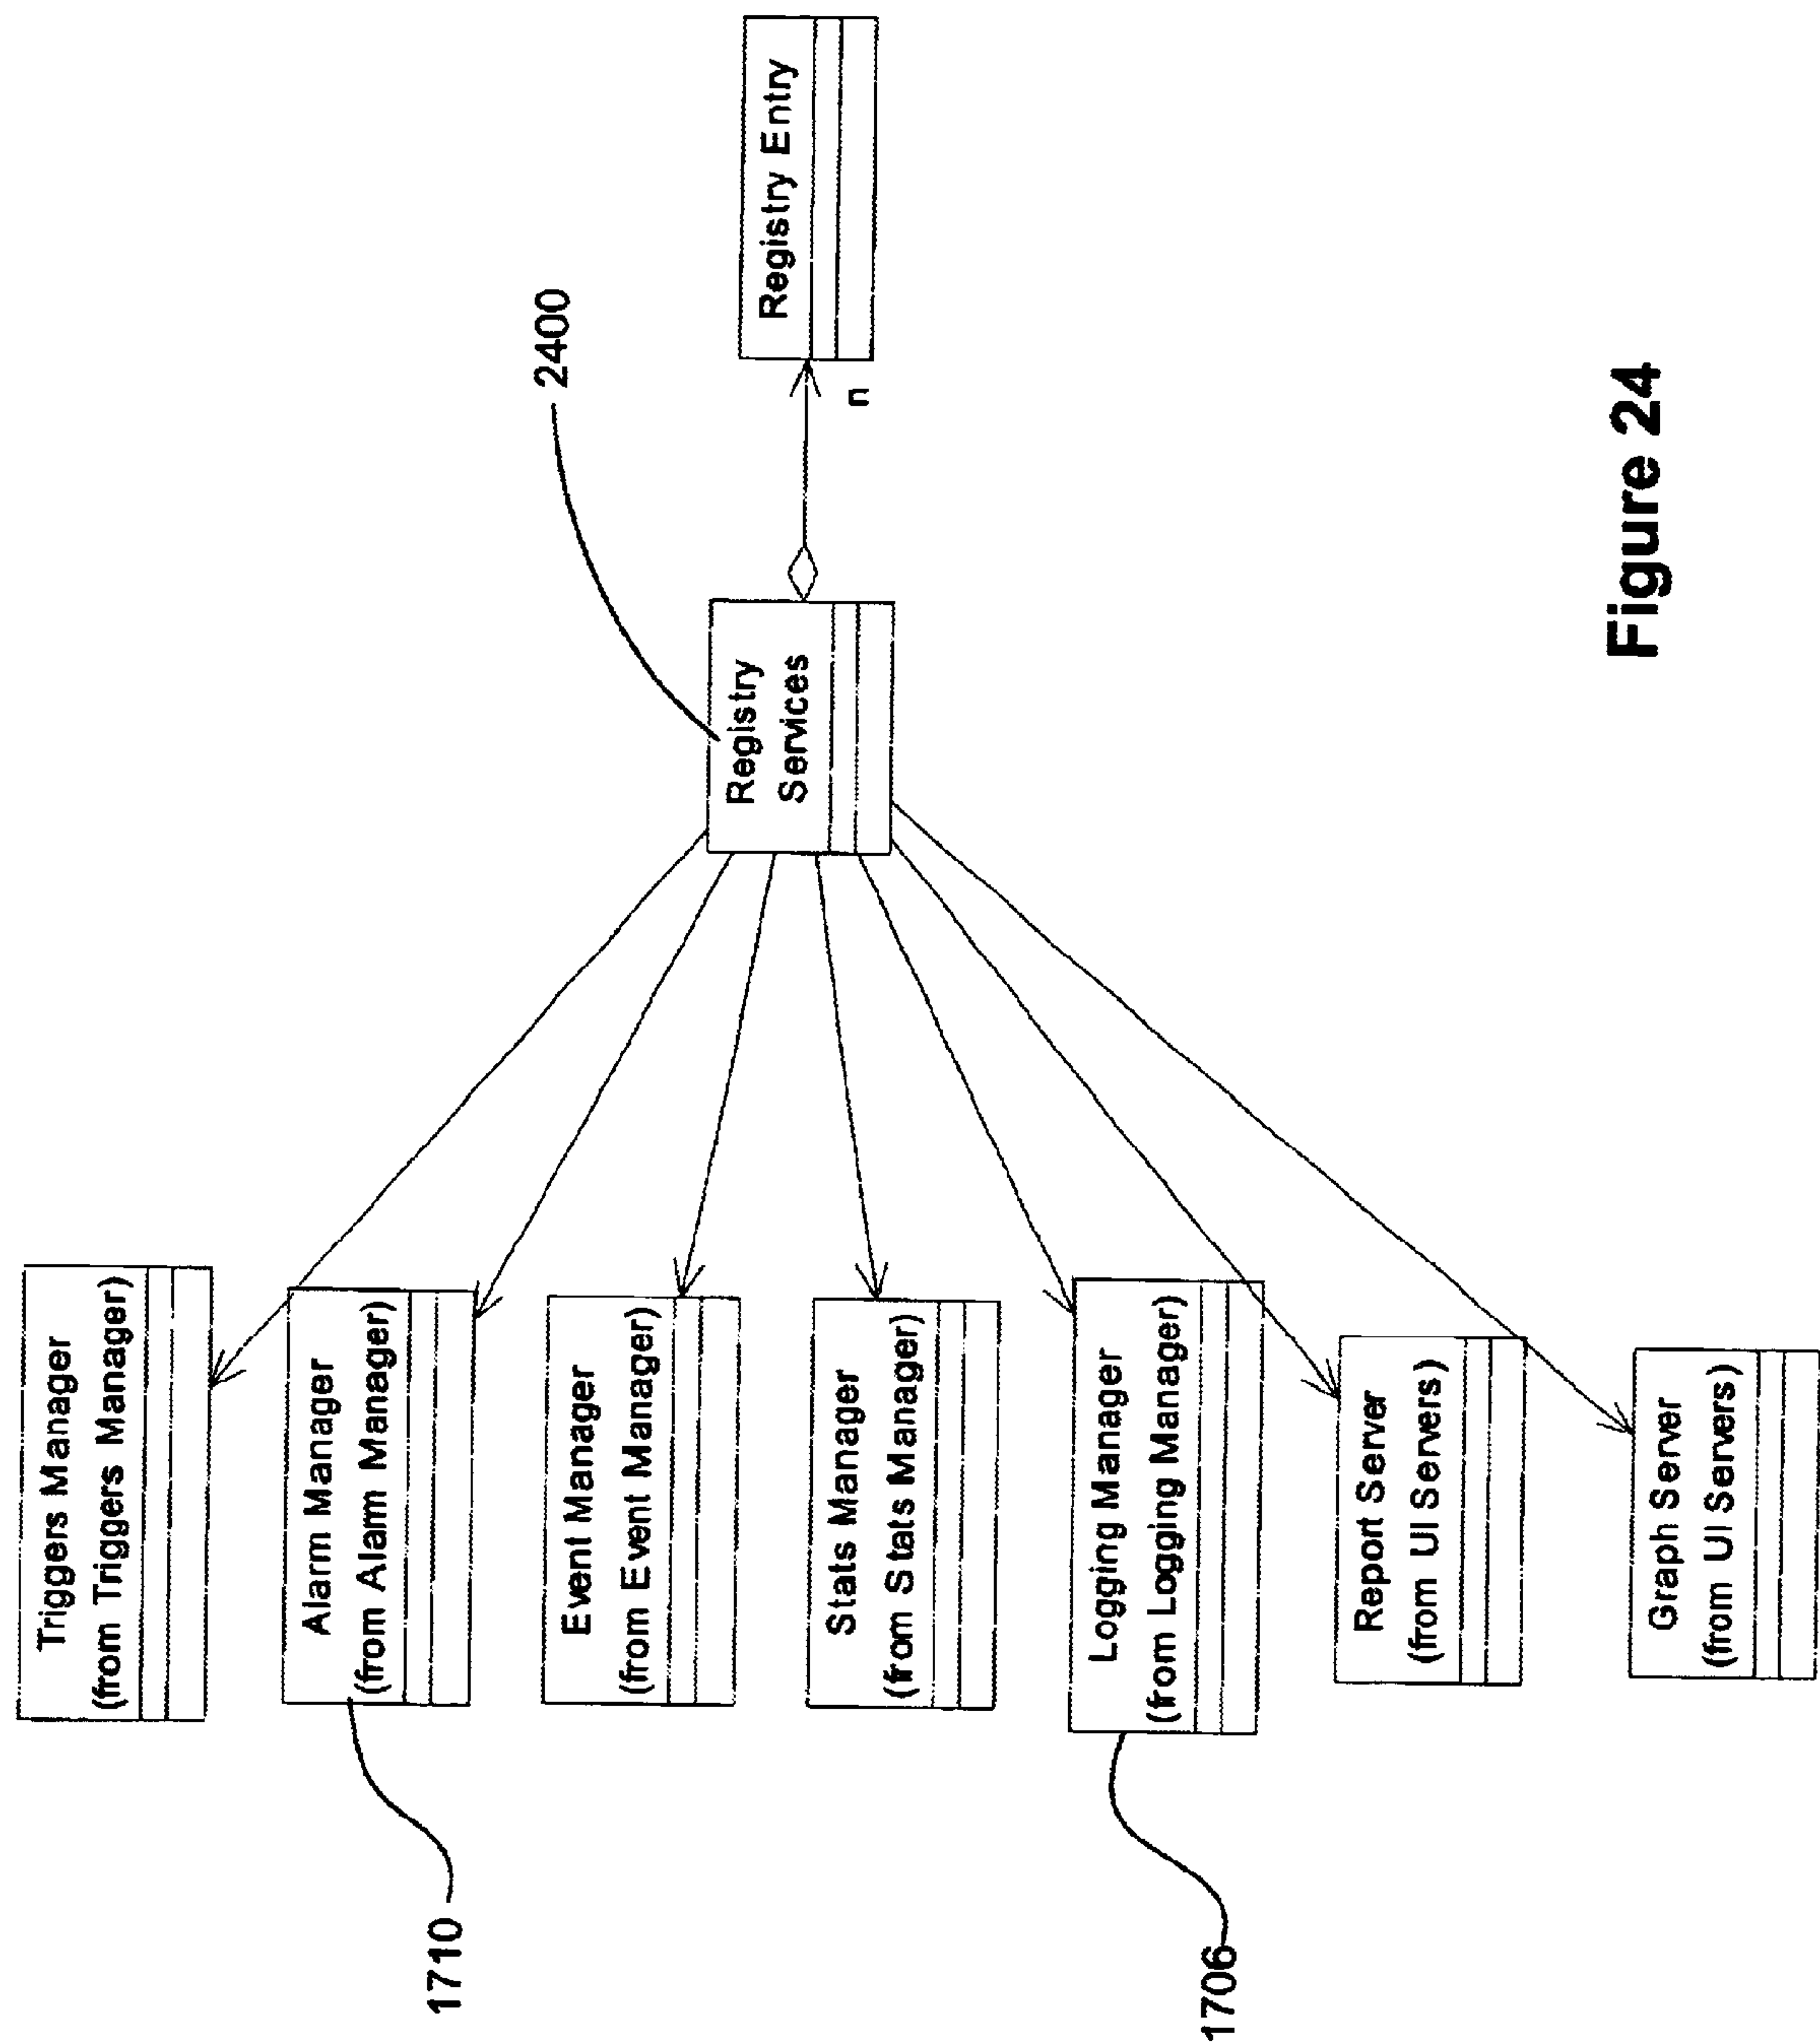 Triggers Manager
(from Triggers Manager)
Alarm Manager
(from Alarm Manager)
Event Manager
(from Event Manager)
Stats Manager
(from Stats Manager)
Logging Manager
(from Logging Manager)
Report Server
(from UI Servers)
Graph Server
(from UI Servers)
1710
1706
Registry
Services
2400
n
Registry Entry
Figure 24